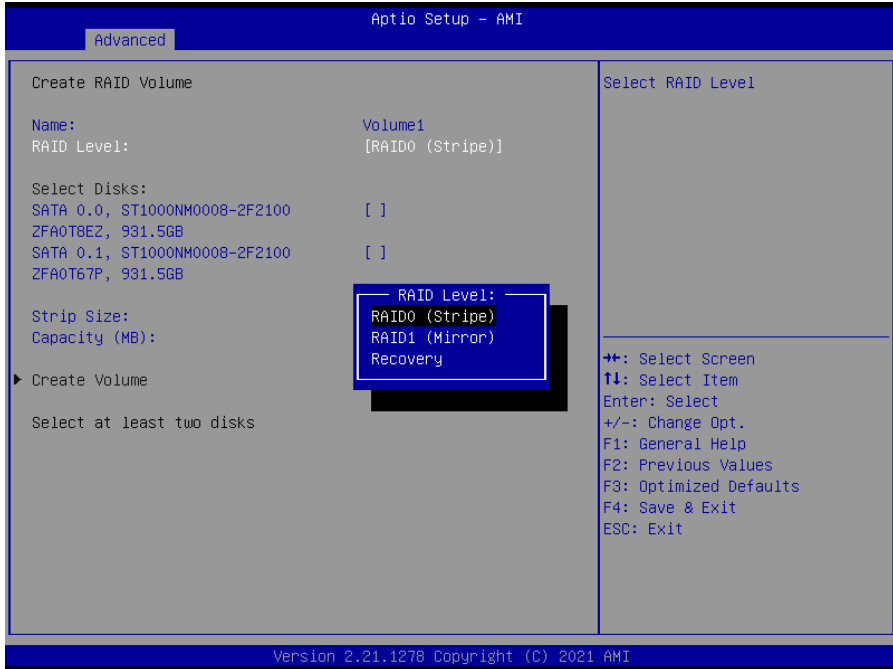 Aptio Setup - AMI
Advanced
Create RAID Volume
Name: Volume1
RAID Level: [RAID0 (Stripe)]
Select Disks:
SATA 0.0, ST1000NM0008-2F2100 [ ]
ZFA0T8EZ, 931.5GB
SATA 0.1, ST1000NM0008-2F2100 [ ]
ZFA0T67P, 931.5GB
Strip Size:
Capacity (MB):
Create Volume
Select at least two disks
RAID Level:
RAID0 (Stripe)
RAID1 (Mirror)
Recovery
Select RAID Level
→←: Select Screen
↑↓: Select Item
Enter: Select
+/-: Change Opt.
F1: General Help
F2: Previous Values
F3: Optimized Defaults
F4: Save & Exit
ESC: Exit
Version 2.21.1278 Copyright (C) 2021 AMI